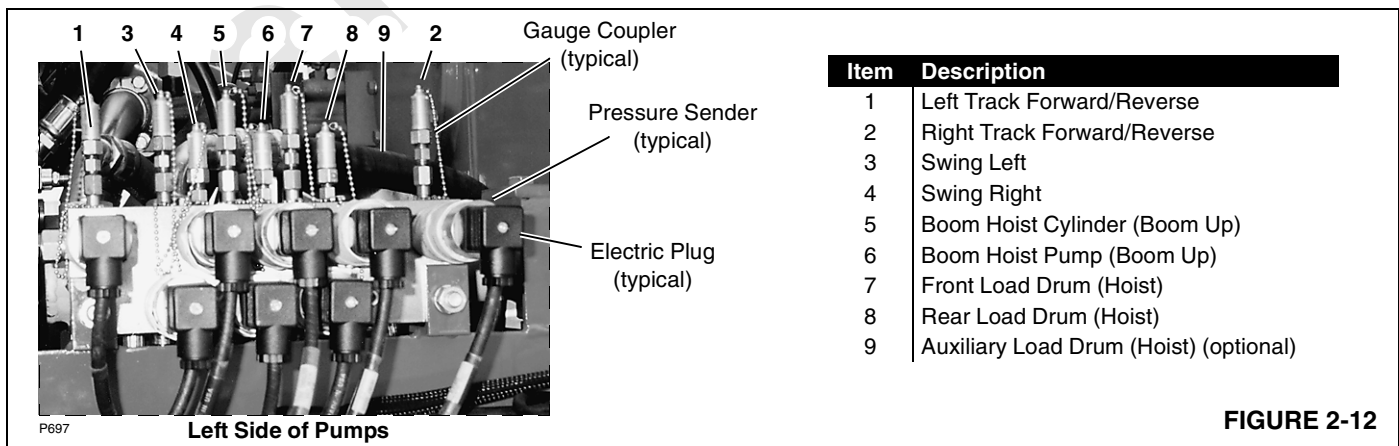 1 3 4 5 6 7 8 9 2
Gauge Coupler
(typical)
Pressure Sender
(typical)
Electric Plug
(typical)
P697
Left Side of Pumps
Item Description
1 Left Track Forward/Reverse
2 Right Track Forward/Reverse
3 Swing Left
4 Swing Right
5 Boom Hoist Cylinder (Boom Up)
6 Boom Hoist Pump (Boom Up)
7 Front Load Drum (Hoist)
8 Rear Load Drum (Hoist)
9 Auxiliary Load Drum (Hoist) (optional)
FIGURE 2-12